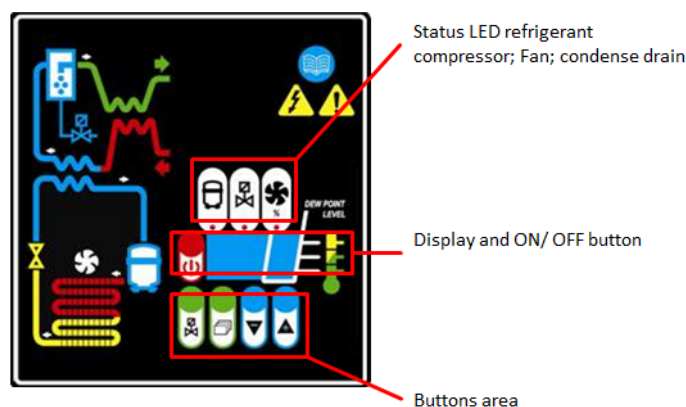 Status LED refrigerant
compressor; Fan; condense drain
%
DEW POINT
LEVEL
Display and ON/ OFF button
Buttons area